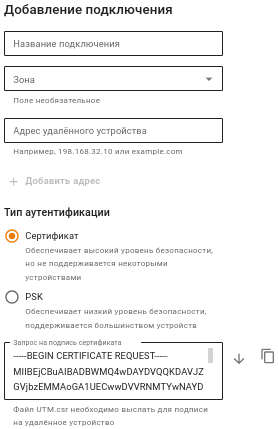 Добавление подключения
Название подключения
Зона
Поле необязательное
Адрес удалённого устройства
Например, 198.168.32.10 или example.com
+ Добавить адрес
Тип аутентификации
Сертификат
Обеспечивает высокий уровень безопасности,
но не поддерживается некоторыми
устройствами
PSK
Обеспечивает низкий уровень безопасности,
поддерживается большинством устройств
Запрос на подпись сертификата
-----BEGIN CERTIFICATE REQUEST-----
MIIBEjCBuAIBADBWMQ4wDAYDVQQKDAVJZ
GVjbzEMMAoGA1UECwwDVVRNMTYwNAYD
Файл UTM.csr необходимо выслать для подписи
на удалённое устройство